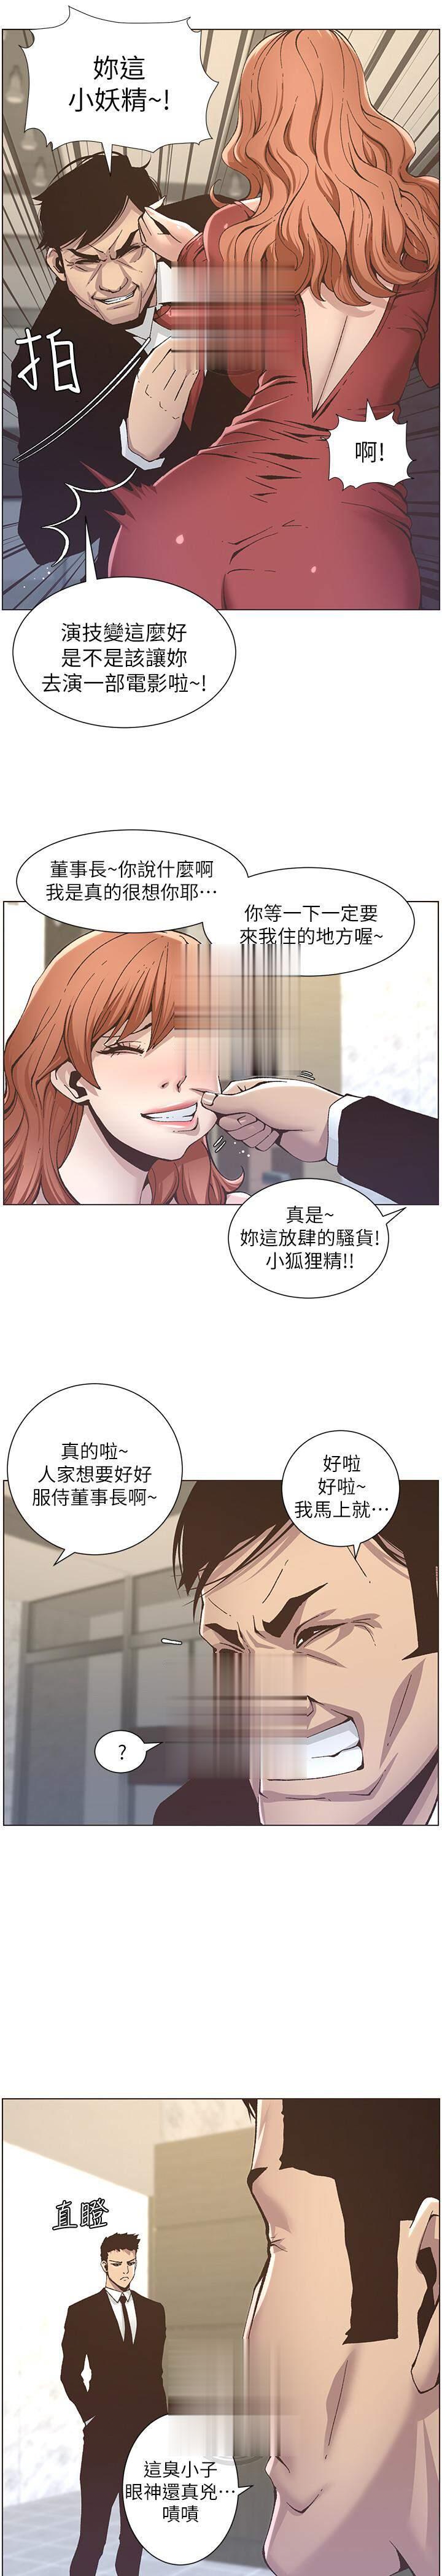 妳這
小妖精~!
拍
啊!
演技變這麼好
是不是該讓妳
去演一部電影啦~!
董事長~你說什麼啊
我是真的很想你耶…
你等一下一定要
來我住的地方喔~
真是~
妳這放肆的騷貨!
小狐狸精!!
真的啦~
人家想要好好
服侍董事長啊~
好啦
好啦~
我馬上就…
?
直瞪
這臭小子
眼神還真兇…
嘖嘖